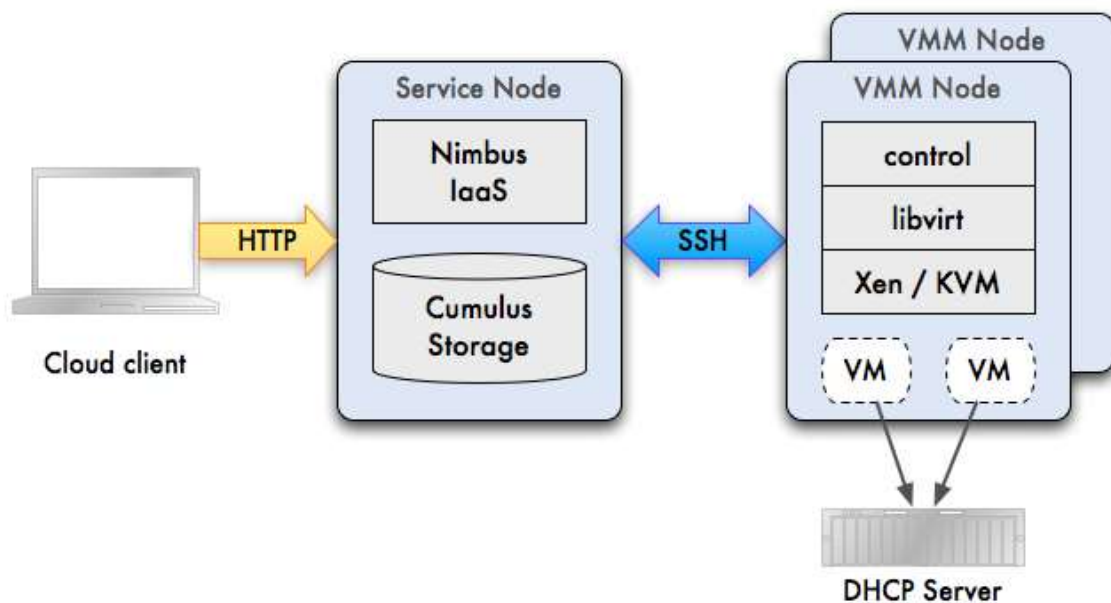 VMM Node
Service Node
VMM Node
Nimbus
IaaS
control
libvirt
HTTP
SSH
Xen / KVM
Cumulus
Storage
Cloud client
VM
VM
DHCP Server